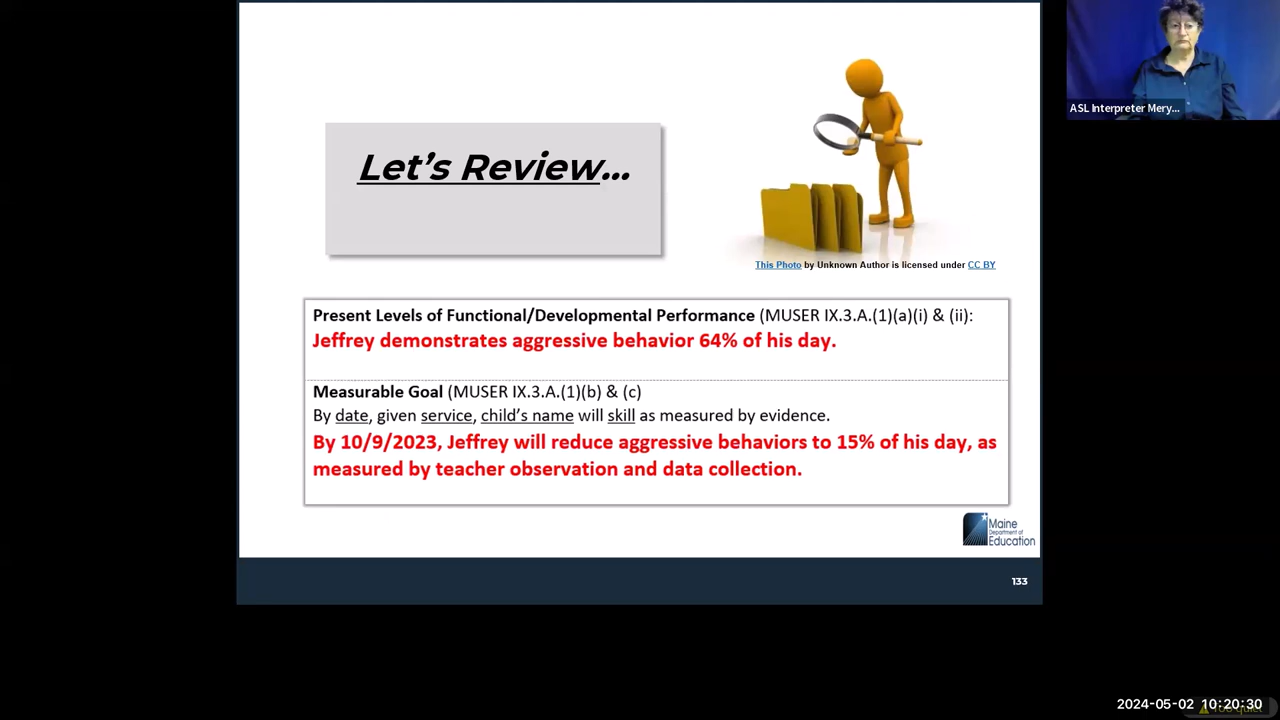 Let's Review...
This Photo by Unknown Author is licensed under CC BY
Present Levels of Functional/Developmental Performance (MUSER IX.3.A.(1)(a)(i) & (ii):
Jeffrey demonstrates aggressive behavior 64% of his day.
Measurable Goal (MUSER IX.3.A.(1)(b) & (c)
By date, given service, child's name will skill as measured by evidence.
By 10/9/2023, Jeffrey will reduce aggressive behaviors to 15% of his day, as
measured by teacher observation and data collection.
Maine
Department of
Education
133
ASL Interpreter Mery...
2024-05-02 10:20:30